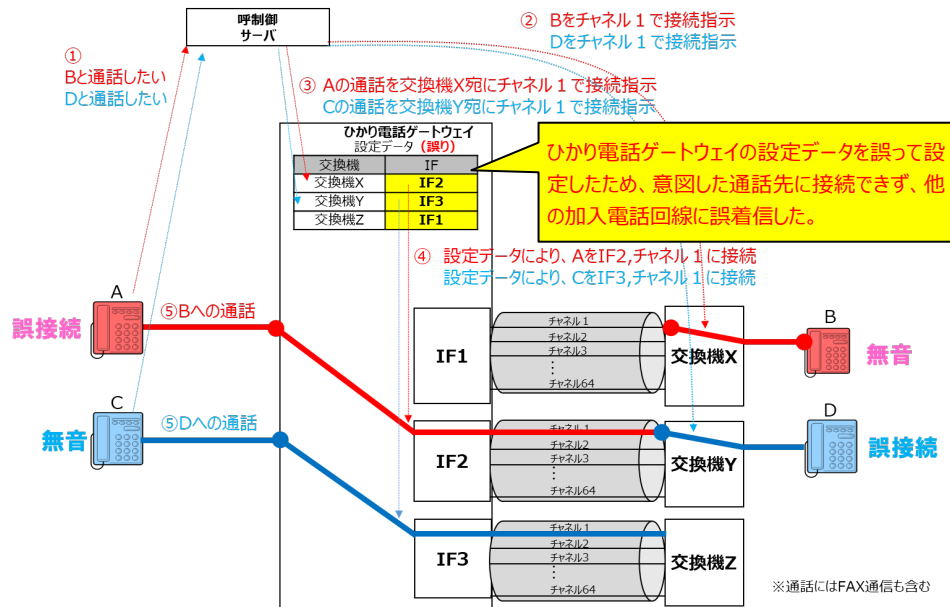 呼制御
サーバ
①
Bと通話したい
Dと通話したい
② Bをチャネル1で接続指示
Dをチャネル1で接続指示
③ Aの通話を交換機X宛にチャネル1で接続指示
Cの通話を交換機Y宛にチャネル1で接続指示
ひかり電話ゲートウェイ
設定データ(誤り)
交換機 IF
交換機X IF2
交換機Y IF3
交換機Z IF1
ひかり電話ゲートウェイの設定データを誤って設
定したため、意図した通話先に接続できず、他
の加入電話回線に誤着信した。
④ 設定データにより、AをIF2,チャネル1に接続
設定データにより、CをIF3,チャネル1に接続
A
誤接続
⑤Bへの通話
IF1
チャネル1
チャネル2
チャネル3
⋮
チャネル64
交換機X
B
無音
C
無音
⑤Dへの通話
IF2
チャネル1
チャネル2
チャネル3
⋮
チャネル64
交換機Y
D
誤接続
IF3
チャネル1
チャネル2
チャネル3
⋮
チャネル64
交換機Z
※通話にはFAX通信も含む